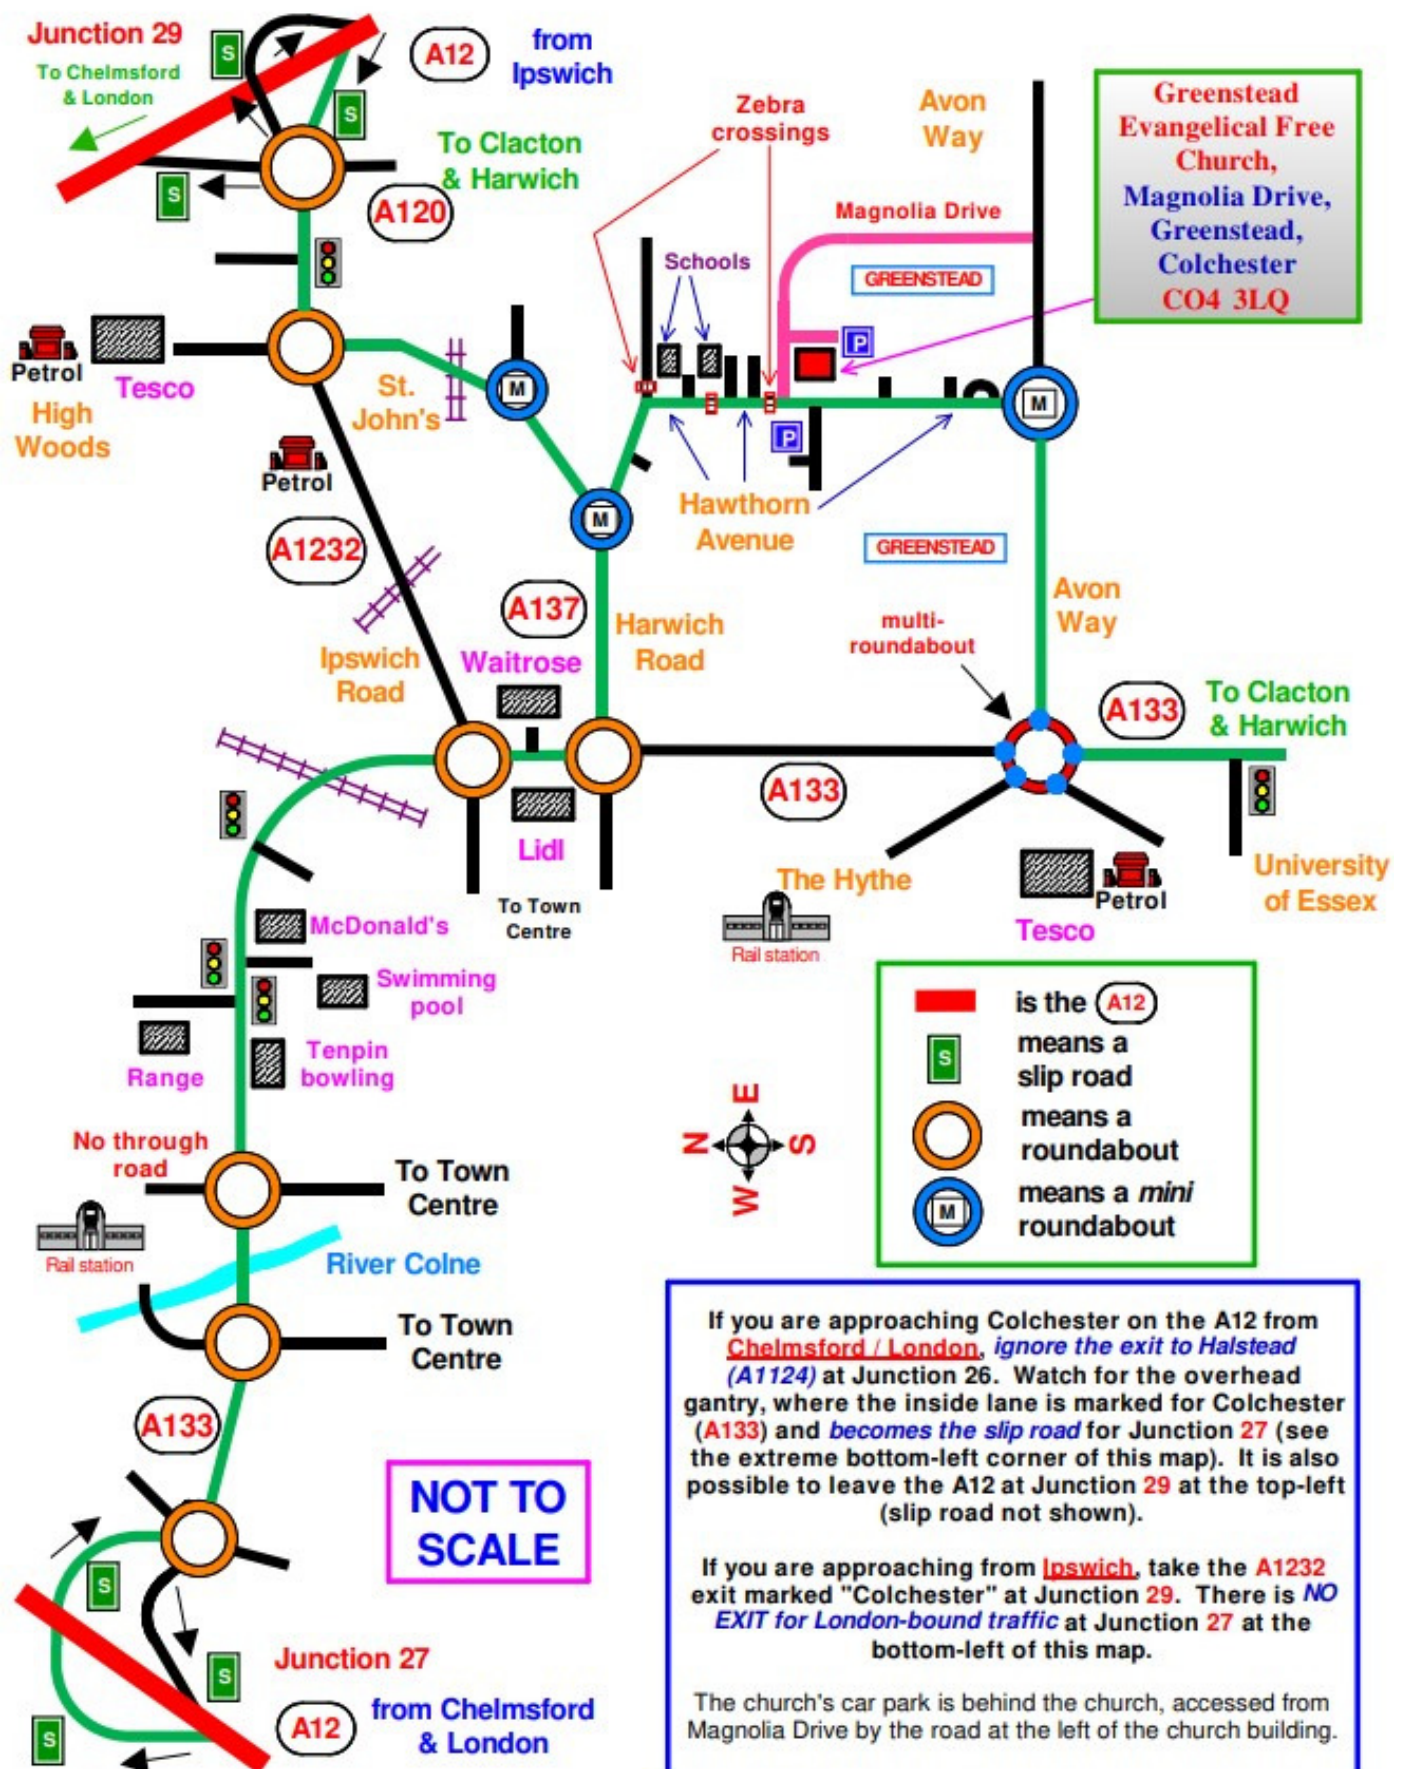 Junction 29
S
A12
from
Ipswich
To Chelmsford
& London
S
S
To Clacton
& Harwich
A120
Zebra
crossings
Avon
Way
Greenstead
Evangelical Free
Church,
Magnolia Drive,
Greenstead,
Colchester
CO4 3LQ
Magnolia Drive
Schools
GREENSTEAD
P
Petrol
Tesco
High
Woods
St.
John's
M
M
P
Petrol
Hawthorn
Avenue
M
GREENSTEAD
A1232
A137
Harwich
Road
Avon
Way
multi-
roundabout
Ipswich
Road
Waitrose
A133
To Clacton
& Harwich
A133
Lidl
To Town
Centre
The Hythe
Rail station
Petrol
Tesco
University
of Essex
McDonald's
Swimming
pool
Range
Tenpin
bowling
is the A12
S
means a
slip road
means a
roundabout
M
means a mini
roundabout
E
N
S
W
No through
road
To Town
Centre
Rail station
River Colne
To Town
Centre
A133
NOT TO
SCALE
S
S
S
Junction 27
A12
from Chelmsford
& London
If you are approaching Colchester on the A12 from
Chelmsford / London, ignore the exit to Halstead
(A1124) at Junction 26. Watch for the overhead
gantry, where the inside lane is marked for Colchester
(A133) and becomes the slip road for Junction 27 (see
the extreme bottom-left corner of this map). It is also
possible to leave the A12 at Junction 29 at the top-left
(slip road not shown).
If you are approaching from Ipswich, take the A1232
exit marked "Colchester" at Junction 29. There is NO
EXIT for London-bound traffic at Junction 27 at the
bottom-left of this map.
The church's car park is behind the church, accessed from
Magnolia Drive by the road at the left of the church building.